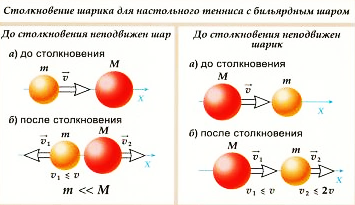 Столкновение шарика для настольного тенниса с бильярдным шаром
До столкновения неподвижен шар
а) до столкновения
m
v
M
x
б) после столкновения
v₁
m
M
v₂
x
v₁ ⩽ v
m << M
До столкновения неподвижен
шарик
а) до столкновения
M
v
m
x
б) после столкновения
M
v₁
m
v₂
x
v₁ ⩽ v
v₂ ⩽ 2v